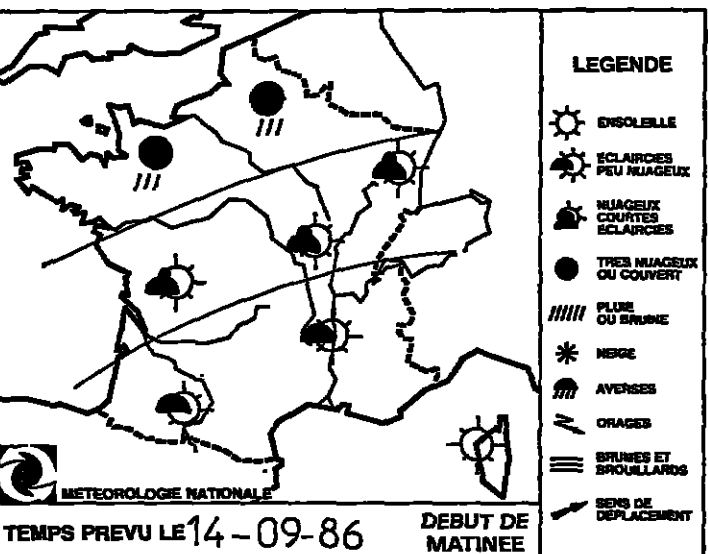 LEGENDE
ENSOLEILLE
ECLAIRCIES
PEU NUAGEUX
NUAGEUX
COURTES
ECLAIRCIES
TRES NUAGEUX
OU COUVERT
PLUIE
OU BRUINE
NEIGE
AVERSES
ORAGES
BRUMES ET
BROUILLARDS
SENS DE
DEPLACEMENT
METEOROLOGIE NATIONALE
TEMPS PREVU LE 14-09-86 DEBUT DE
MATINEE